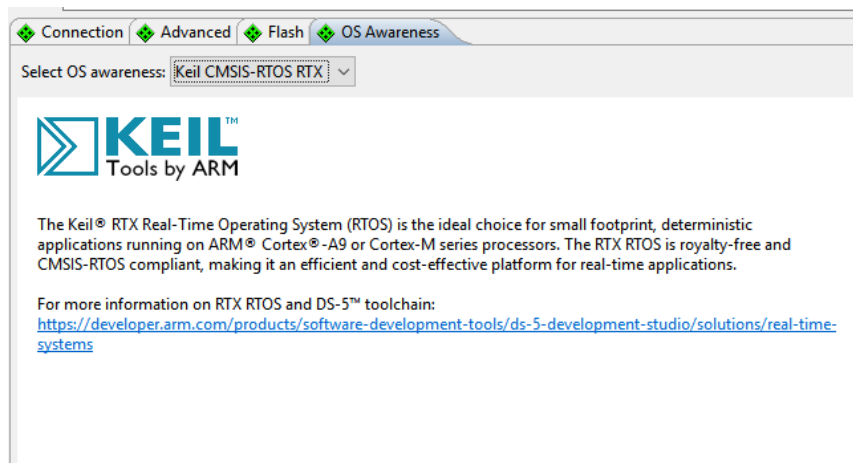 Connection Advanced Flash OS Awareness
Select OS awareness: Keil CMSIS-RTOS RTX
KEIL™
Tools by ARM
The Keil® RTX Real-Time Operating System (RTOS) is the ideal choice for small footprint, deterministic
applications running on ARM® Cortex®-A9 or Cortex-M series processors. The RTX RTOS is royalty-free and
CMSIS-RTOS compliant, making it an efficient and cost-effective platform for real-time applications.
For more information on RTX RTOS and DS-5™ toolchain:
https://developer.arm.com/products/software-development-tools/ds-5-development-studio/solutions/real-time-
systems